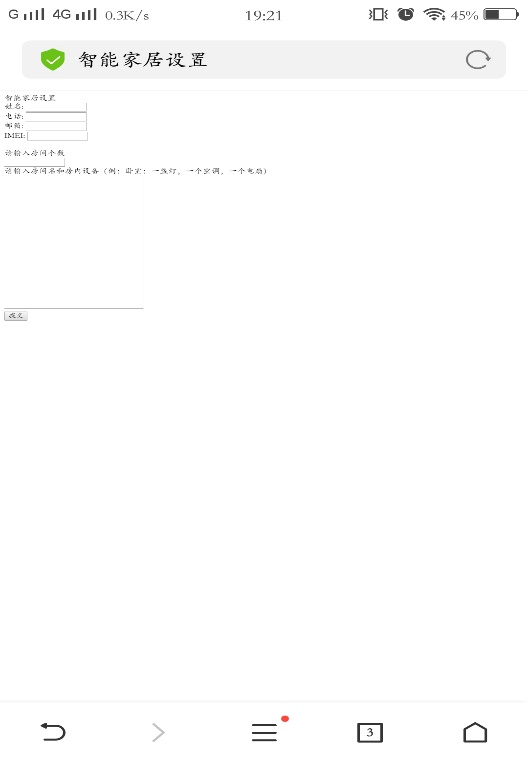 G 4G 0.3K/s 19:21 45%
智能家居设置
智能家居设置
姓名:
电话:
邮箱:
IMEI:
请输入房间个数
请输入房间名和房内设备（例：卧室：一盏灯，一个空调，一个电扇）
提交
3